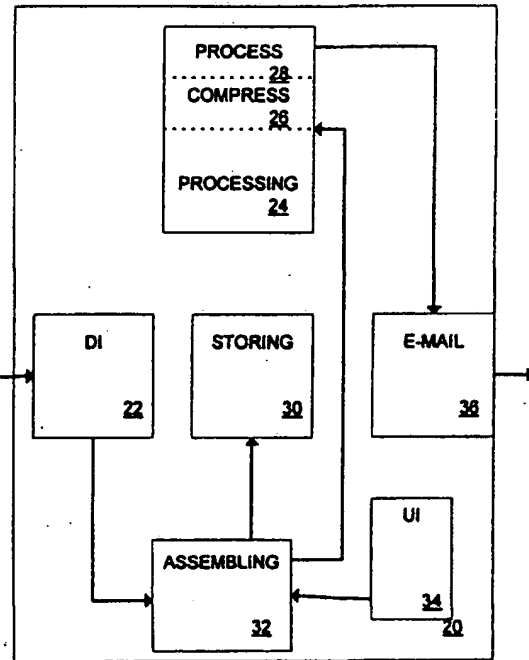 PROCESS
28
COMPRESS
26
PROCESSING
24
DI
22
STORING
30
E-MAIL
36
ASSEMBLING
32
UI
34
20